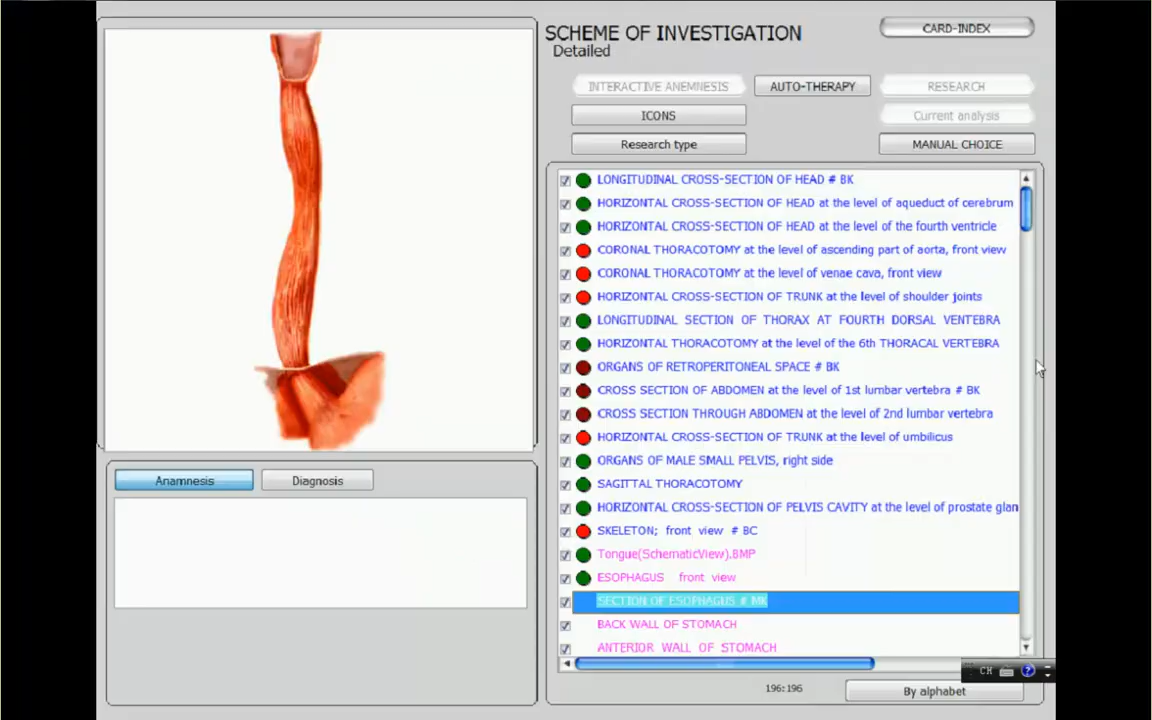 SCHEME OF INVESTIGATION
Detailed
CARD-INDEX
INTERACTIVE ANEMNESIS
AUTO-THERAPY
RESEARCH
ICONS
Current analysis
Research type
MANUAL CHOICE
LONGITUDINAL CROSS-SECTION OF HEAD # BK
HORIZONTAL CROSS-SECTION OF HEAD at the level of aqueduct of cerebrum
HORIZONTAL CROSS-SECTION OF HEAD at the level of the fourth ventricle
CORONAL THORACOTOMY at the level of ascending part of aorta, front view
CORONAL THORACOTOMY at the level of venae cava, front view
HORIZONTAL CROSS-SECTION OF TRUNK at the level of shoulder joints
LONGITUDINAL SECTION OF THORAX AT FOURTH DORSAL VENTEBRA
HORIZONTAL THORACOTOMY at the level of the 6th THORACAL VERTEBRA
ORGANS OF RETROPERITONEAL SPACE # BK
CROSS SECTION OF ABDOMEN at the level of 1st lumbar vertebra # BK
CROSS SECTION THROUGH ABDOMEN at the level of 2nd lumbar vertebra
HORIZONTAL CROSS-SECTION OF TRUNK at the level of umbilicus
ORGANS OF MALE SMALL PELVIS, right side
SAGITTAL THORACOTOMY
HORIZONTAL CROSS-SECTION OF PELVIS CAVITY at the level of prostate glan
SKELETON; front view # BC
Tongue(SchematicView).BMP
ESOPHAGUS front view
SECTION OF ESOPHAGUS # MK
BACK WALL OF STOMACH
ANTERIOR WALL OF STOMACH
Anamnesis
Diagnosis
CH
196:196
By alphabet